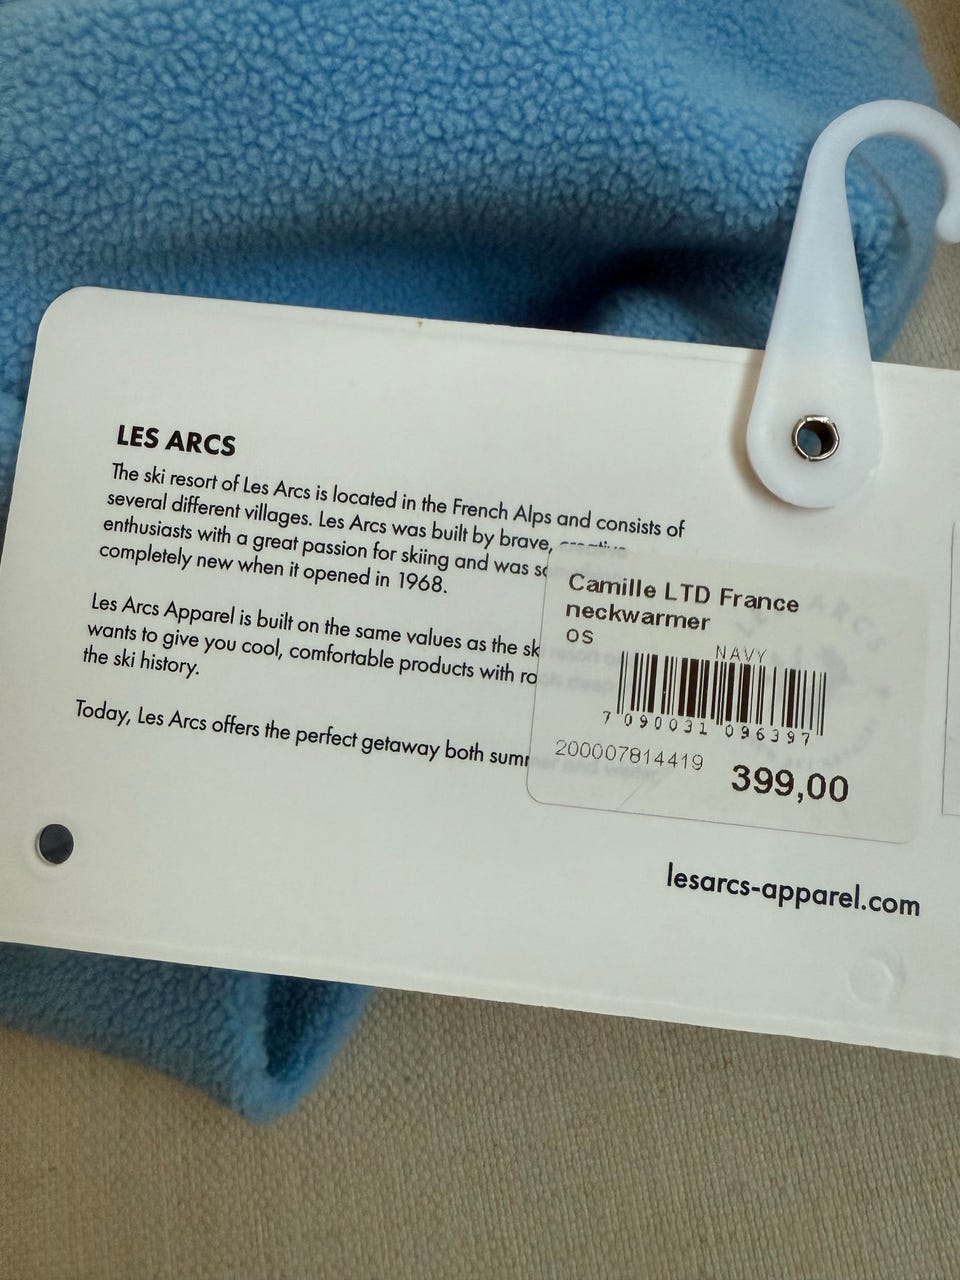 LES ARCS
The ski resort of Les Arcs is located in the French Alps and consists of
several different villages. Les Arcs was built by brave, creative
enthusiasts with a great passion for skiing and was
completely new when it opened in 1968.
Les Arcs Apparel is built on the same values as the
wants to give you cool, comfortable products with
the ski history.
Today, Les Arcs offers the perfect getaway both summer and winter.
Camille LTD France
neckwarmer
OS
NAVY
7 090031 096397
200007814419
399,00
lesarcs-apparel.com